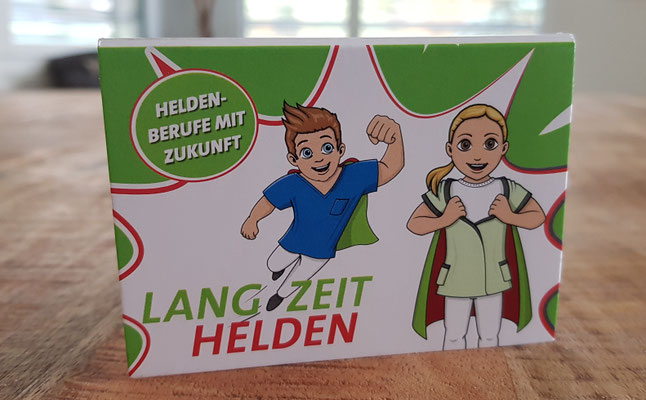 HELDEN-
BERUFE MIT
ZUKUNFT
LANG ZEIT
HELDEN